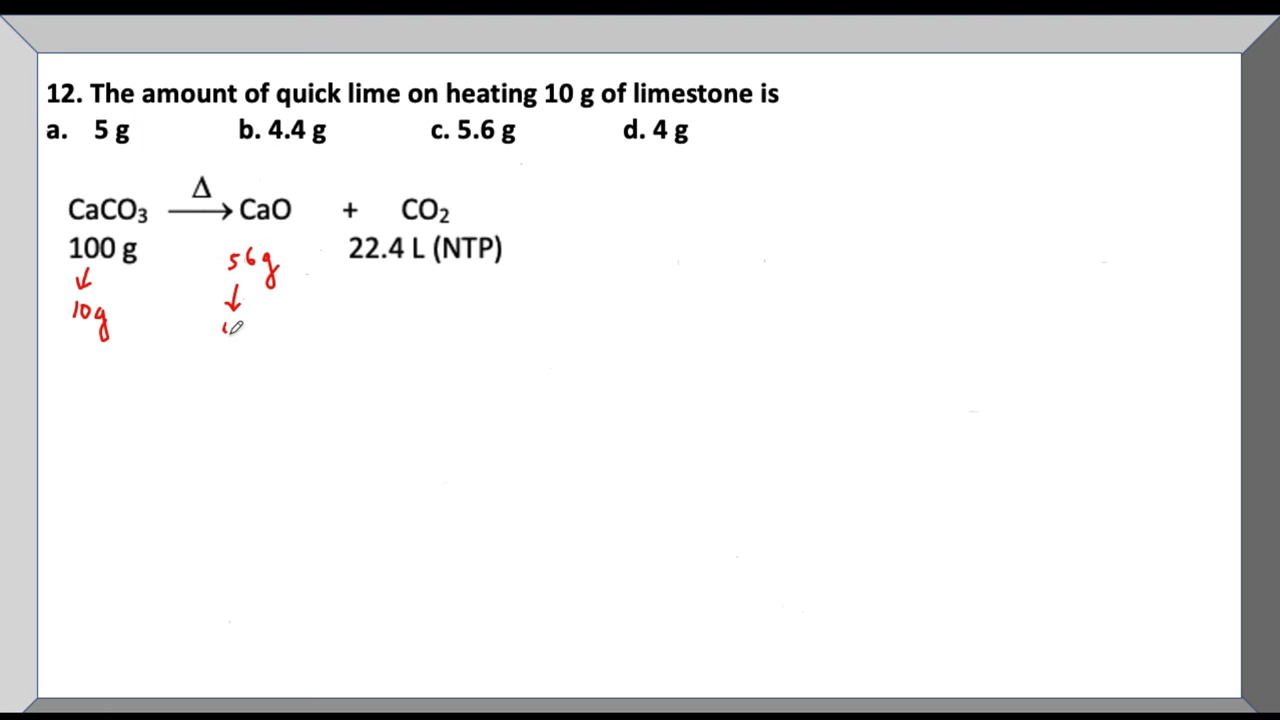 12. The amount of quick lime on heating 10 g of limestone is
a. 5 g b. 4.4 g c. 5.6 g d. 4 g
Δ
CaCO₃ ⟶ CaO + CO₂
100 g 56g 22.4 L (NTP)
↓ ↓
10g